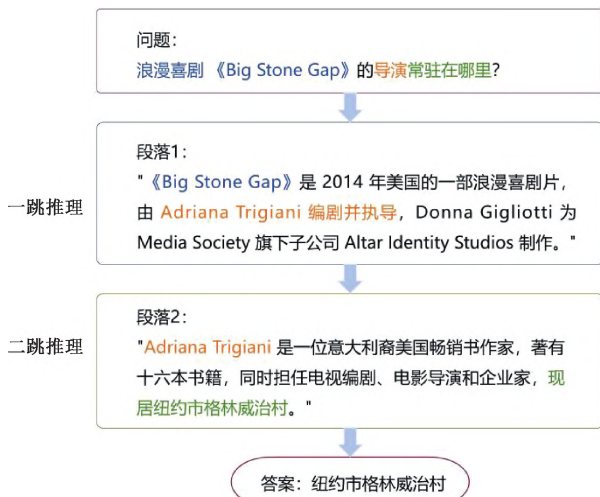 问题：
浪漫喜剧 《Big Stone Gap》的导演常驻在哪里？
段落1：
"《Big Stone Gap》是 2014 年美国的一部浪漫喜剧片，
一跳推理
由 Adriana Trigiani 编剧并执导，Donna Gigliotti 为
Media Society 旗下子公司 Altar Identity Studios 制作。"
段落2：
二跳推理
"Adriana Trigiani 是一位意大利裔美国畅销书作家，著有
十六本书籍，同时担任电视编剧、电影导演和企业家，现
居纽约市格林威治村。"
答案：纽约市格林威治村